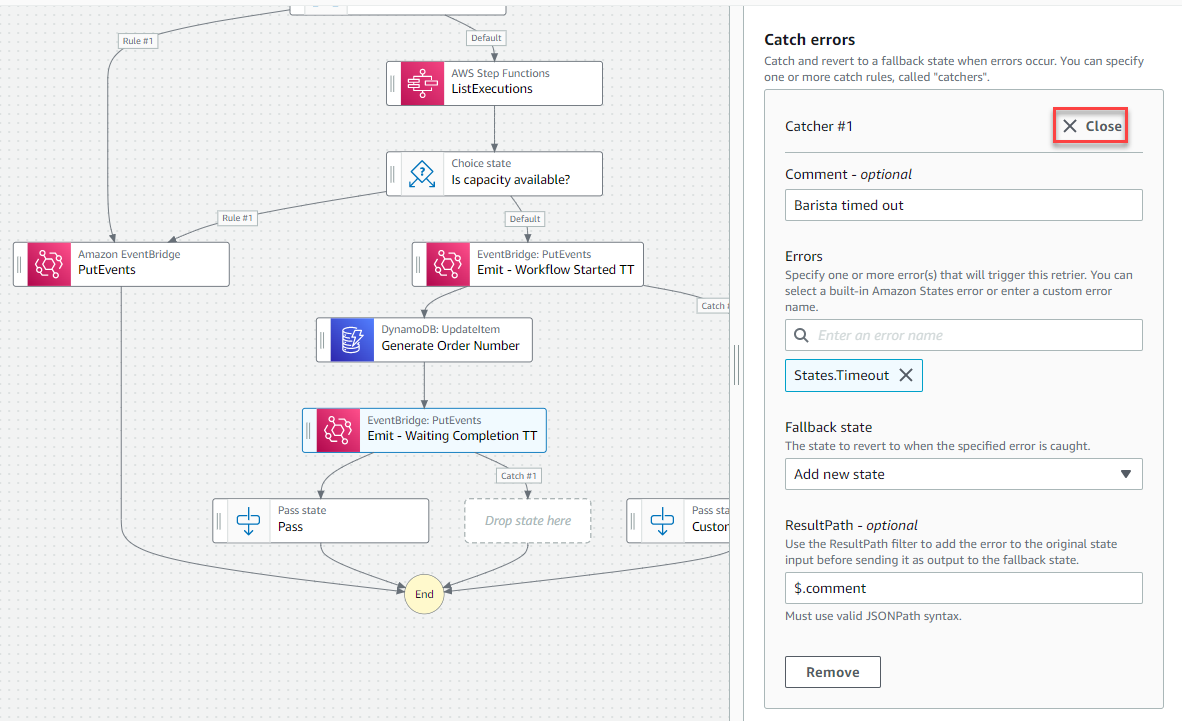 Rule #1
Default
AWS Step Functions
ListExecutions
Choice state
Is capacity available?
Rule #1
Default
Amazon EventBridge
PutEvents
EventBridge: PutEvents
Emit - Workflow Started TT
Catch
DynamoDB: UpdateItem
Generate Order Number
EventBridge: PutEvents
Emit - Waiting Completion TT
Catch #1
Pass state
Pass
Drop state here
Pass sta
Custon
End
Catch errors
Catch and revert to a fallback state when errors occur. You can specify
one or more catch rules, called "catchers".
Catcher #1
Close
Comment - optional
Barista timed out
Errors
Specify one or more error(s) that will trigger this retrier. You can
select a built-in Amazon States error or enter a custom error
name.
Enter an error name
States.Timeout
Fallback state
The state to revert to when the specified error is caught.
Add new state
ResultPath - optional
Use the ResultPath filter to add the error to the original state
input before sending it as output to the fallback state.
$.comment
Must use valid JSONPath syntax.
Remove